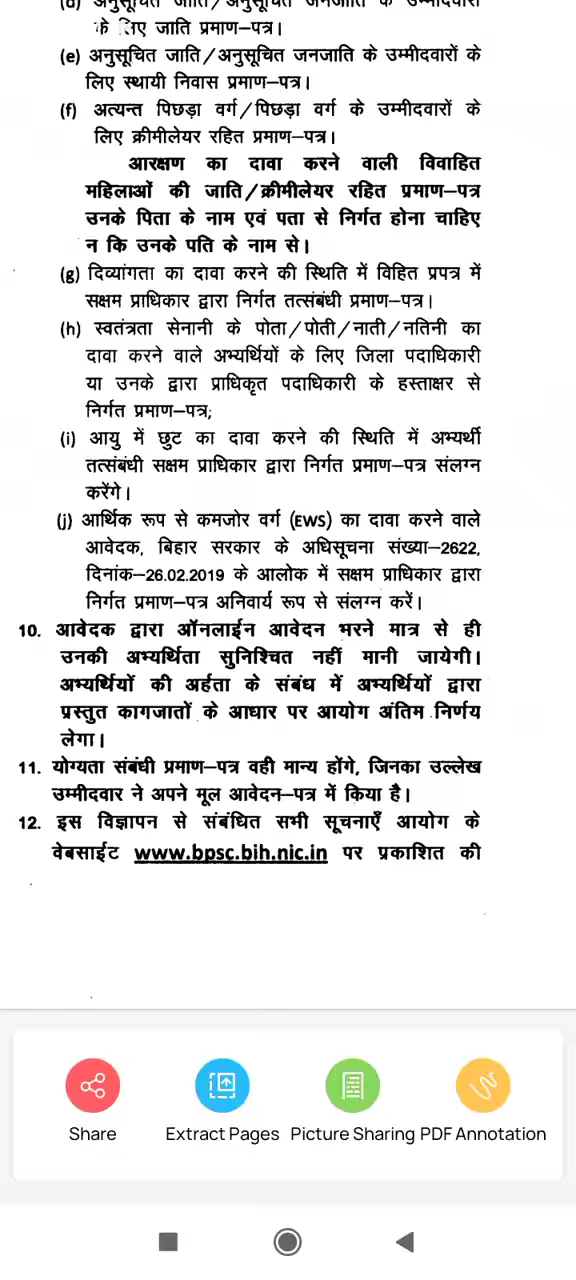 (d) अनुसूचित जाति/अनुसूचित जनजाति के उम्मीदवारों
के लिए जाति प्रमाण–पत्र।
(e) अनुसूचित जाति/अनुसूचित जनजाति के उम्मीदवारों के
लिए स्थायी निवास प्रमाण–पत्र।
(f) अत्यन्त पिछड़ा वर्ग/पिछड़ा वर्ग के उम्मीदवारों के
लिए क्रीमीलेयर रहित प्रमाण–पत्र।
आरक्षण का दावा करने वाली विवाहित
महिलाओं की जाति/क्रीमीलेयर रहित प्रमाण–पत्र
उनके पिता के नाम एवं पता से निर्गत होना चाहिए
न कि उनके पति के नाम से।
(g) दिव्यांगता का दावा करने की स्थिति में विहित प्रपत्र में
सक्षम प्राधिकार द्वारा निर्गत तत्संबंधी प्रमाण–पत्र।
(h) स्वतंत्रता सेनानी के पोता/पोती/नाती/नतिनी का
दावा करने वाले अभ्यर्थियों के लिए जिला पदाधिकारी
या उनके द्वारा प्राधिकृत पदाधिकारी के हस्ताक्षर से
निर्गत प्रमाण–पत्र;
(i) आयु में छुट का दावा करने की स्थिति में अभ्यर्थी
तत्संबंधी सक्षम प्राधिकार द्वारा निर्गत प्रमाण–पत्र संलग्न
करेंगे।
(j) आर्थिक रूप से कमजोर वर्ग (EWS) का दावा करने वाले
आवेदक, बिहार सरकार के अधिसूचना संख्या–2622,
दिनांक–26.02.2019 के आलोक में सक्षम प्राधिकार द्वारा
निर्गत प्रमाण–पत्र अनिवार्य रूप से संलग्न करें।
10. आवेदक द्वारा ऑनलाईन आवेदन भरने मात्र से ही
उनकी अभ्यर्थिता सुनिश्चित नहीं मानी जायेगी।
अभ्यर्थियों की अर्हता के संबंध में अभ्यर्थियों द्वारा
प्रस्तुत कागजातों के आधार पर आयोग अंतिम निर्णय
लेगा।
11. योग्यता संबंधी प्रमाण–पत्र वही मान्य होंगे, जिनका उल्लेख
उम्मीदवार ने अपने मूल आवेदन–पत्र में किया है।
12. इस विज्ञापन से संबंधित सभी सूचनाएँ आयोग के
वेबसाईट www.bpsc.bih.nic.in पर प्रकाशित की
Share
Extract Pages
Picture Sharing
PDF Annotation